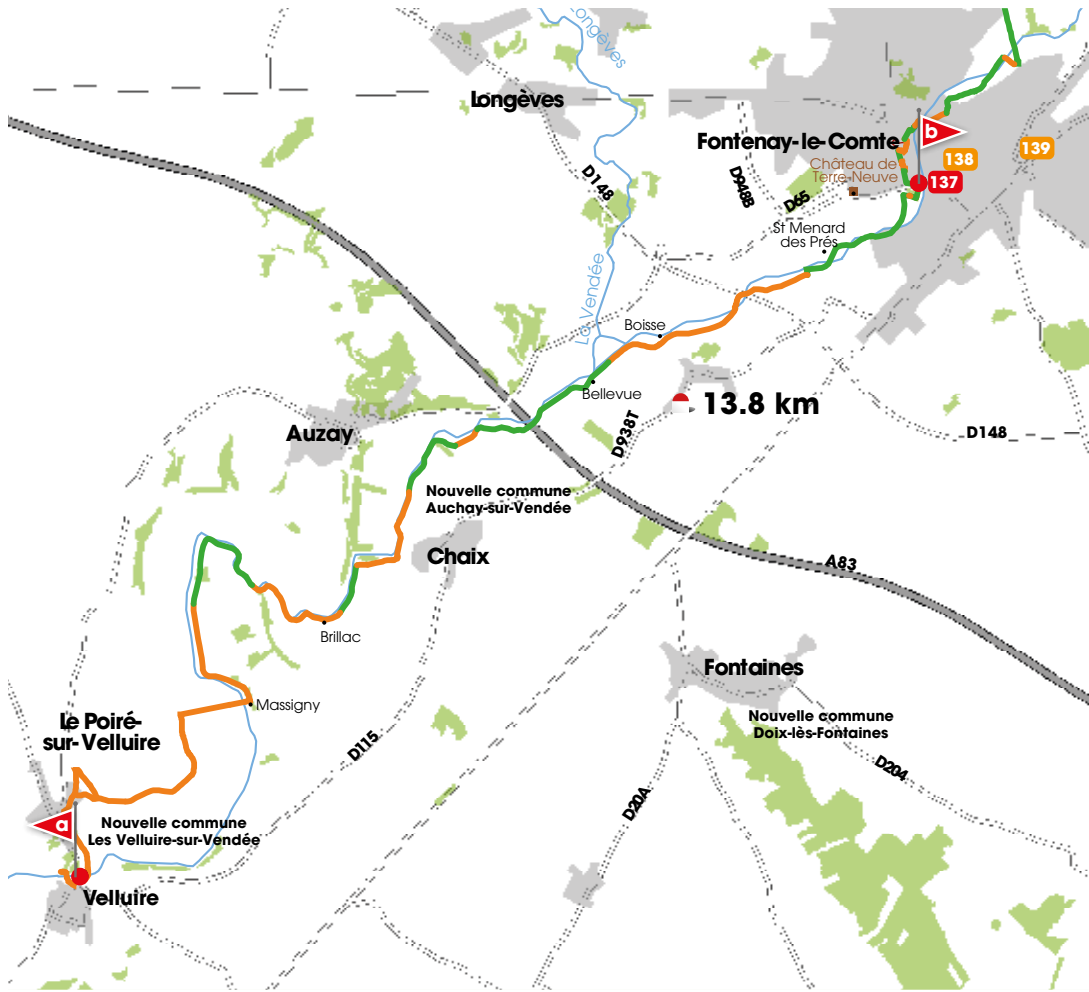 Longèves
Longèves
Fontenay-le-Comte
b
139
138
Château de
Terre-Neuve
137
D148
D948B
D65
St Menard
des Prés
La Vendée
Boisse
Bellevue
13.8 km
Auzay
D938T
D148
Nouvelle commune
Auchay-sur-Vendée
Chaix
A83
Brillac
Fontaines
Massigny
Nouvelle commune
Doix-lès-Fontaines
Le Poiré-
sur-Velluire
D115
D204
D20A
a
Nouvelle commune
Les Velluire-sur-Vendée
Velluire